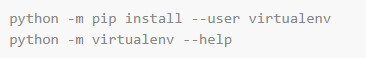 python -m pip install --user virtualenv
python -m virtualenv --help